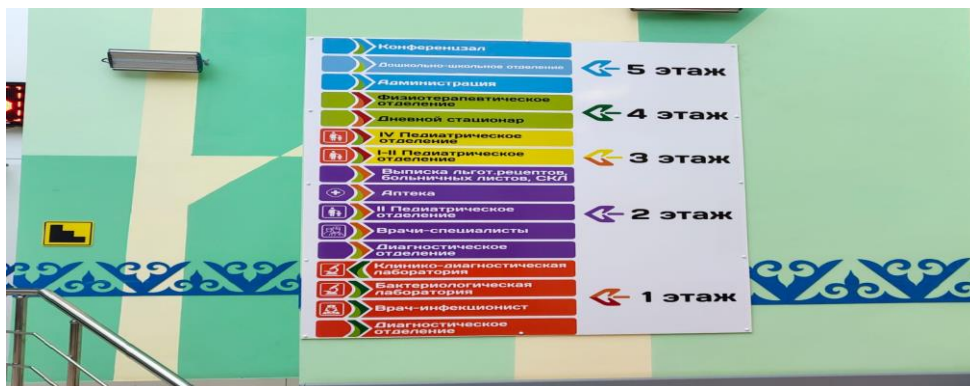 Конференцзал
Дошкольно-школьное отделение
Администрация
5 этаж
Физиотерапевтическое
отделение
Дневной стационар
4 этаж
IV Педиатрическое
отделение
I-II Педиатрическое
отделение
3 этаж
Выписка льгот.рецептов,
больничных листов, СКЛ
Аптека
II Педиатрическое
отделение
Врачи-специалисты
Диагностическое
отделение
2 этаж
Клинико-диагностическая
лаборатория
Бактериологическая
лаборатория
Врач-инфекционист
Диагностическое
отделение
1 этаж